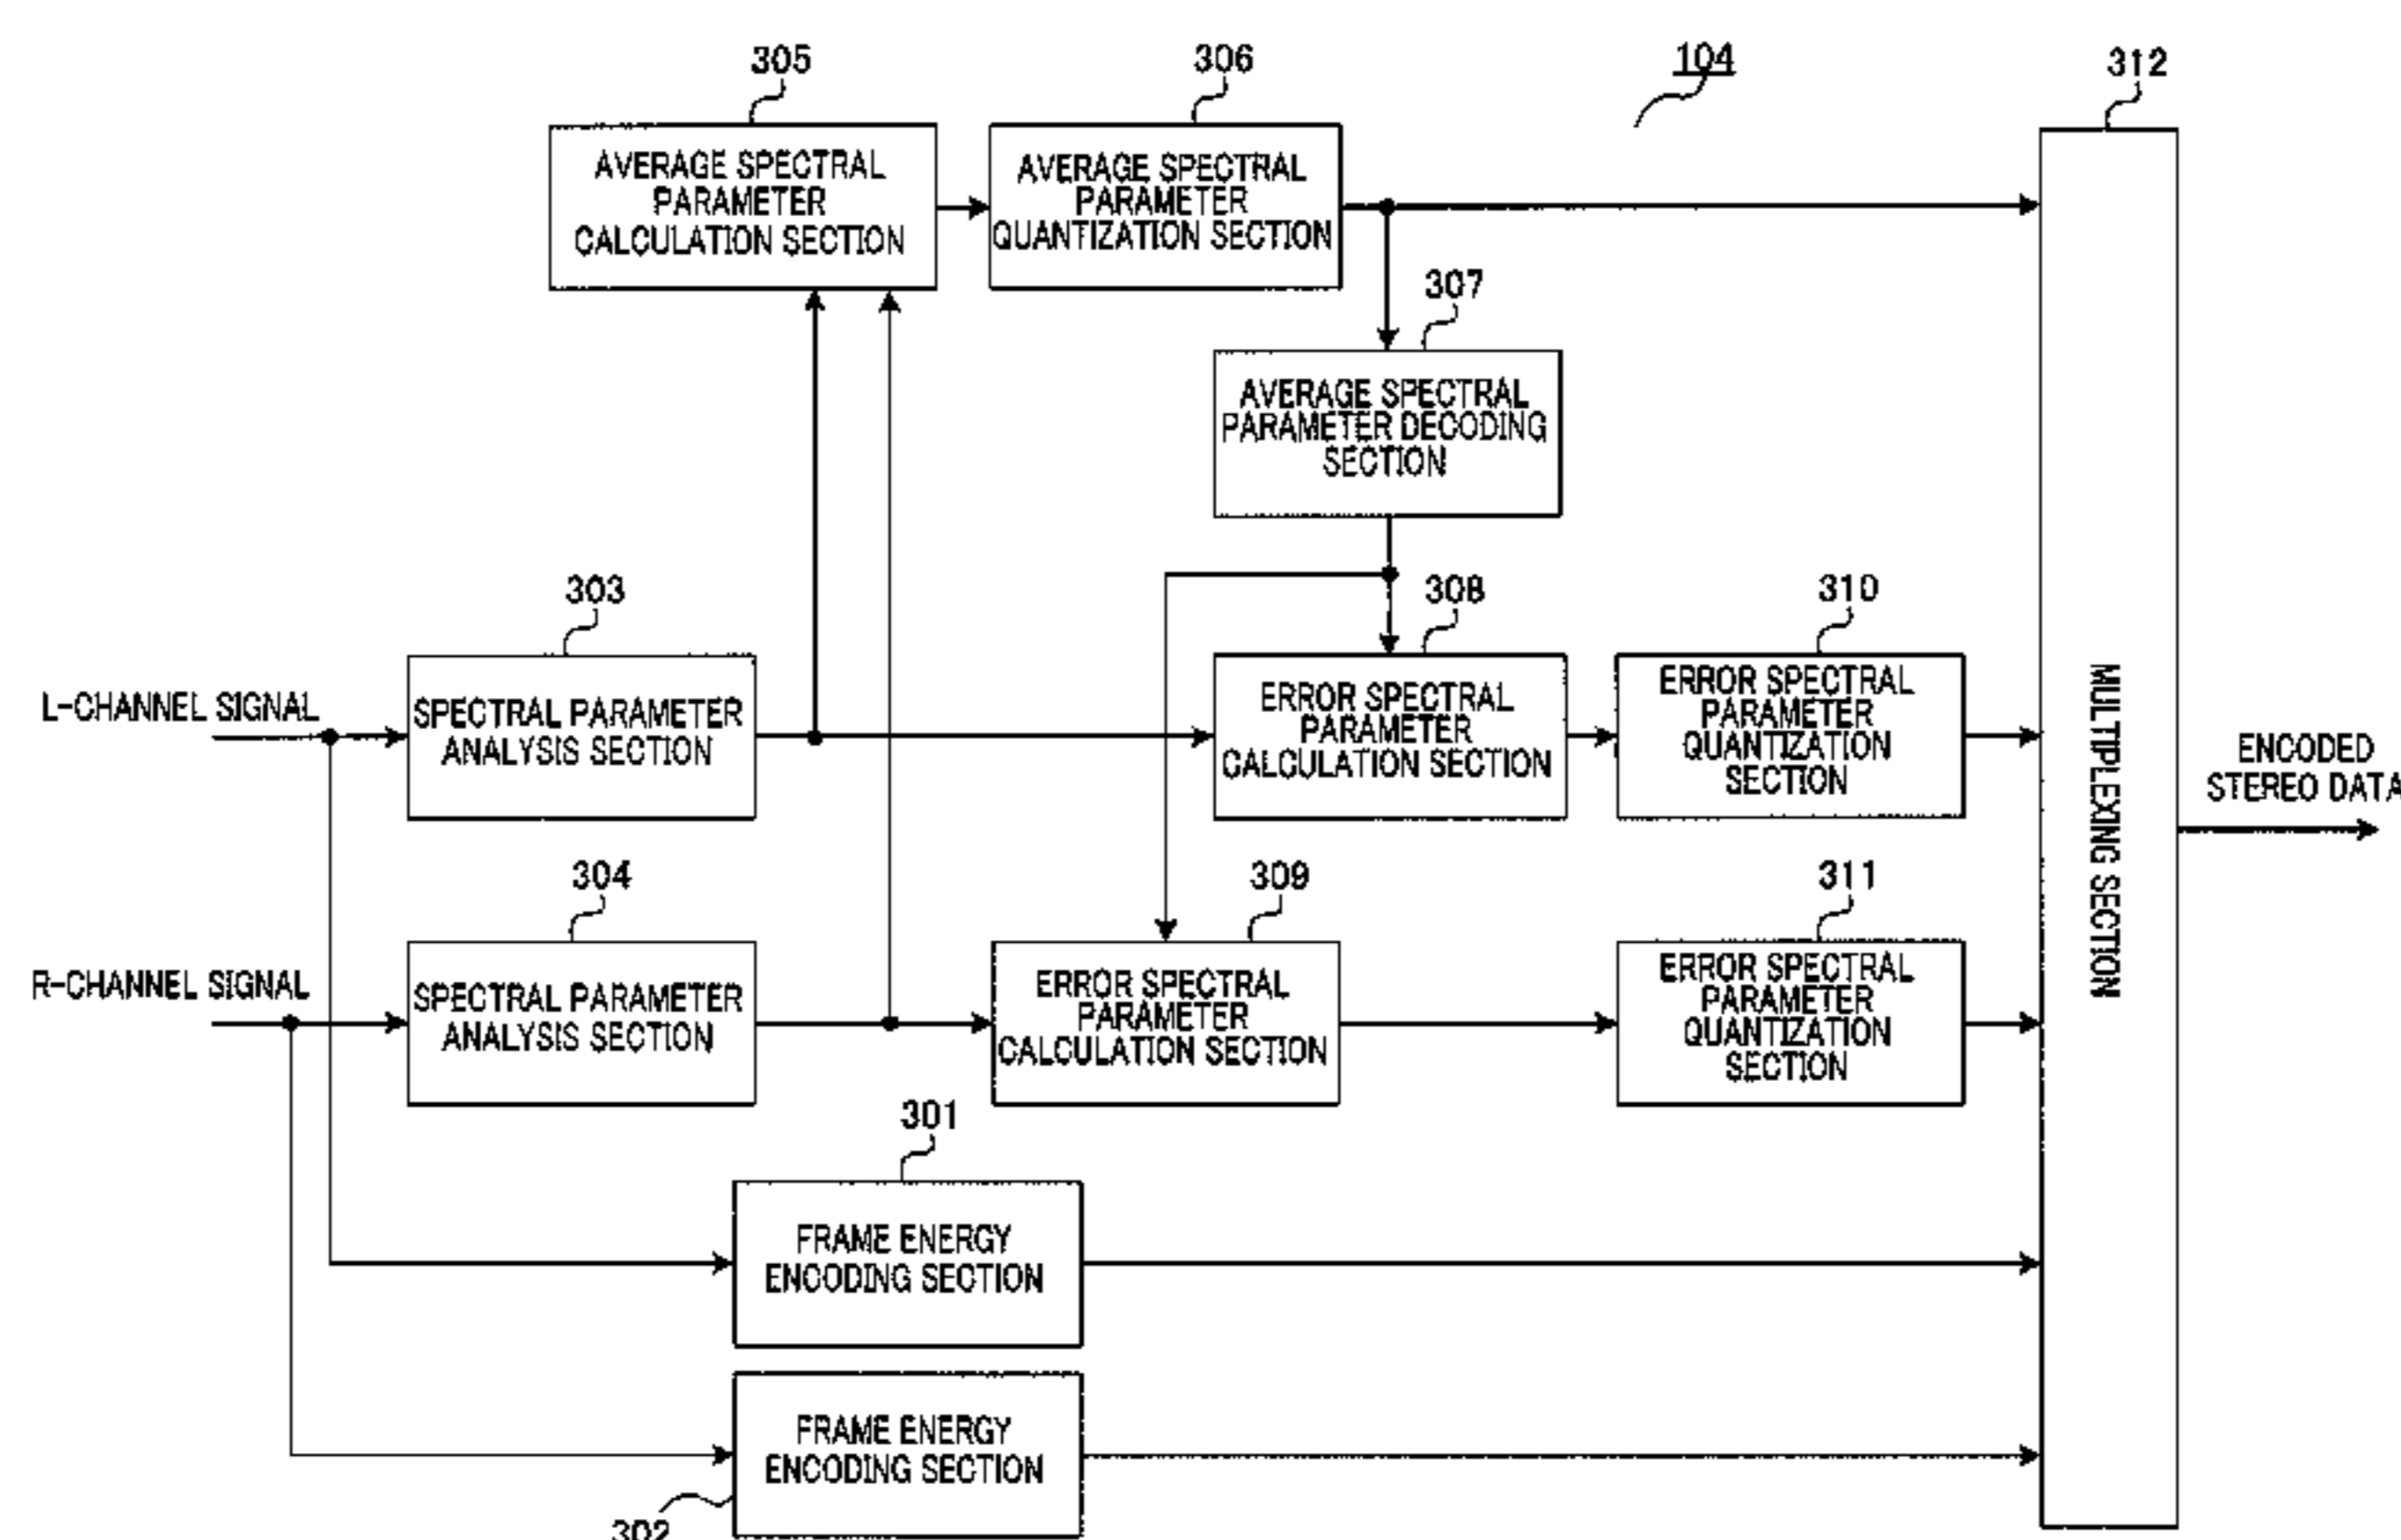 305
306
104
312
AVERAGE SPECTRAL
PARAMETER
CALCULATION SECTION
AVERAGE SPECTRAL
PARAMETER
QUANTIZATION SECTION
307
AVERAGE SPECTRAL
PARAMETER DECODING
SECTION
303
308
310
L-CHANNEL SIGNAL
SPECTRAL PARAMETER
ANALYSIS SECTION
ERROR SPECTRAL
PARAMETER
CALCULATION SECTION
ERROR SPECTRAL
PARAMETER
QUANTIZATION
SECTION
MULTIPLEXING SECTION
ENCODED
STEREO DATA
304
309
311
R-CHANNEL SIGNAL
SPECTRAL PARAMETER
ANALYSIS SECTION
ERROR SPECTRAL
PARAMETER
CALCULATION SECTION
ERROR SPECTRAL
PARAMETER
QUANTIZATION
SECTION
301
FRAME ENERGY
ENCODING SECTION
FRAME ENERGY
ENCODING SECTION
302